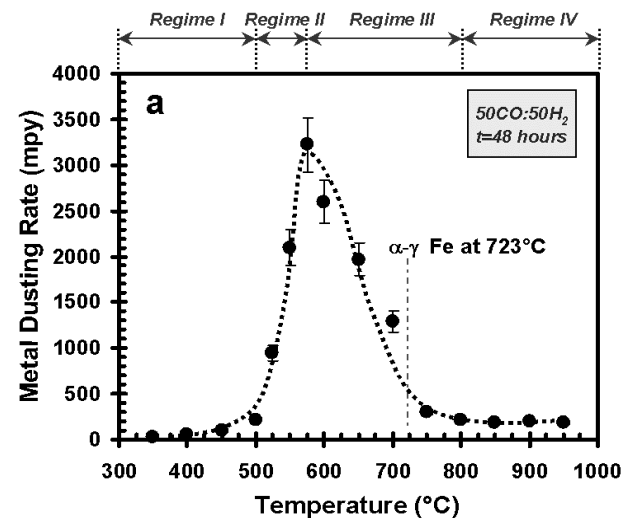 Regime I Regime II Regime III Regime IV
4000
3500
3000
2500
2000
1500
1000
500
0
Metal Dusting Rate (mpy)
a
50CO:50H₂
t=48 hours
α-γ Fe at 723°C
300 400 500 600 700 800 900 1000
Temperature (°C)